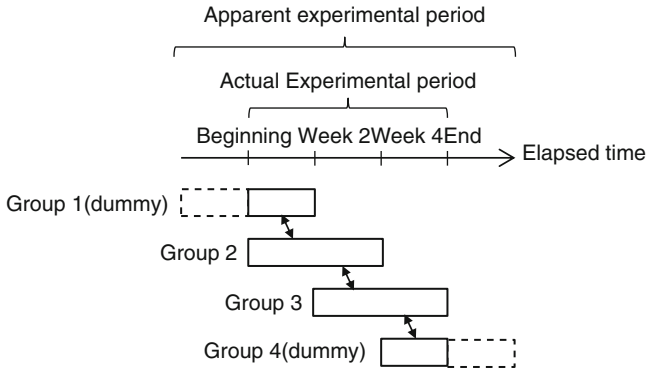 Apparent experimental period
Actual Experimental period
Beginning Week 2Week 4End
Elapsed time
Group 1(dummy)
Group 2
Group 3
Group 4(dummy)